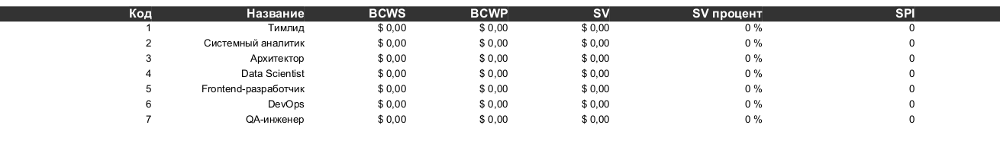 Код Название BCWS BCWP SV SV процент SPI
1 Тимлид $ 0,00 $ 0,00 $ 0,00 0 % 0
2 Системный аналитик $ 0,00 $ 0,00 $ 0,00 0 % 0
3 Архитектор $ 0,00 $ 0,00 $ 0,00 0 % 0
4 Data Scientist $ 0,00 $ 0,00 $ 0,00 0 % 0
5 Frontend-разработчик $ 0,00 $ 0,00 $ 0,00 0 % 0
6 DevOps $ 0,00 $ 0,00 $ 0,00 0 % 0
7 QA-инженер $ 0,00 $ 0,00 $ 0,00 0 % 0